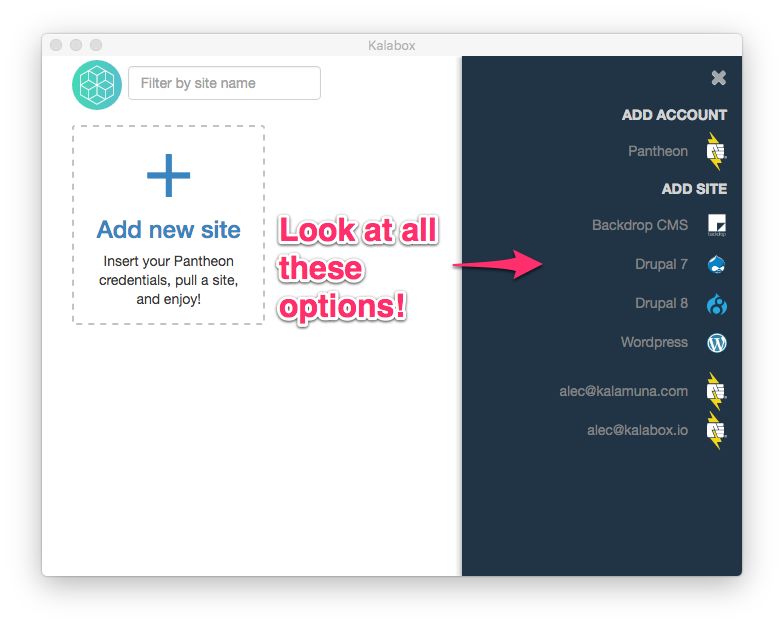 Kalabox
Filter by site name
Add new site
Insert your Pantheon
credentials, pull a site,
and enjoy!
Look at all
these
options!
ADD ACCOUNT
Pantheon
ADD SITE
Backdrop CMS
backdrop
Drupal 7
Drupal 8
Wordpress
alec@kalamuna.com
alec@kalabox.io